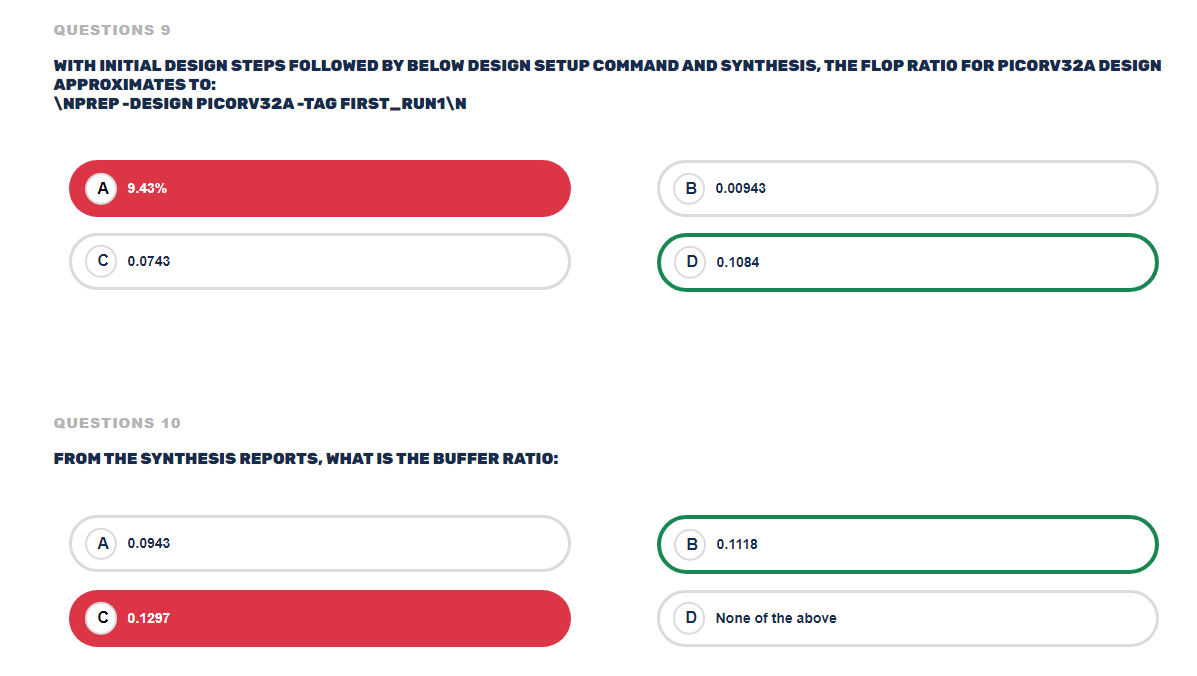 QUESTIONS 9
WITH INITIAL DESIGN STEPS FOLLOWED BY BELOW DESIGN SETUP COMMAND AND SYNTHESIS, THE FLOP RATIO FOR PICORV32A DESIGN
APPROXIMATES TO:
\NPREP -DESIGN PICORV32A -TAG FIRST_RUN1\N
A 9.43%
B 0.00943
C 0.0743
D 0.1084
QUESTIONS 10
FROM THE SYNTHESIS REPORTS, WHAT IS THE BUFFER RATIO:
A 0.0943
B 0.1118
C 0.1297
D None of the above